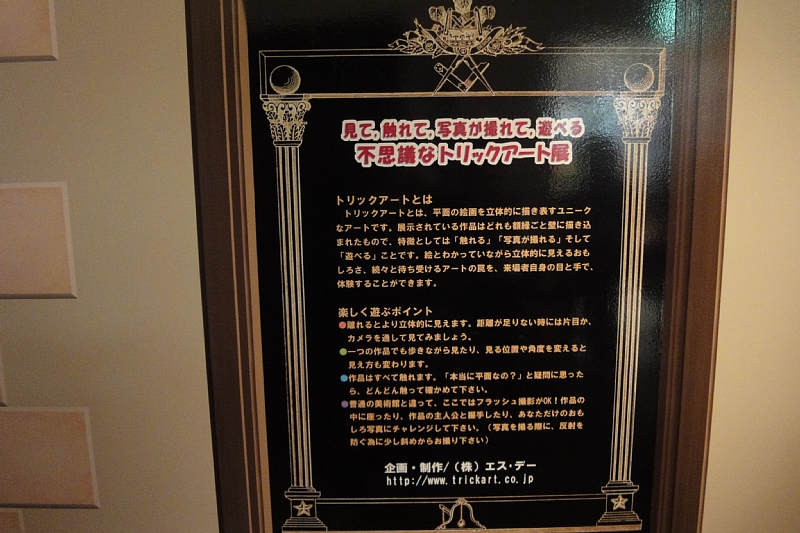 見て,触れて,写真が撮れて,遊べる
不思議なトリックアート展
トリックアートとは
トリックアートとは、平面の絵画を立体的に描き表すユニーク
なアートです。展示されている作品はどれも額縁ごと壁に描き込
まれたもので、特徴としては「触れる」「写真が撮れる」そして
「遊べる」ことです。絵とわかっていながら立体的に見えるおも
しろさ、続々と待ち受けるアートの罠を、来場者自身の目と手で、
体験することができます。
楽しく遊ぶポイント
●離れるとより立体的に見えます。距離が足りない時には片目か、
カメラを通して見てみましょう。
●一つの作品でも歩きながら見たり、見る位置や角度を変えると
見え方も変わります。
●作品はすべて触れます。「本当に平面なの?」と疑問に思った
ら、どんどん触って確かめて下さい。
●普通の美術館と違って、ここではフラッシュ撮影がOK!作品の
中に座ったり、作品の主人公と握手したり、あなただけのおも
しろ写真にチャレンジして下さい。(写真を撮る際に、反射を
防ぐ為に少し斜めからお撮り下さい)
企画・制作/(株)エス・デー
http://www.trickart.co.jp